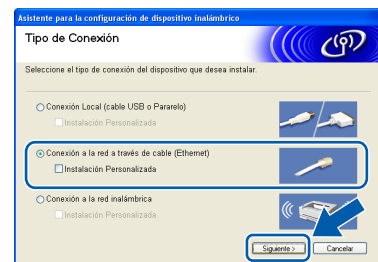 Asistente para la configuración de dispositivo inalámbrico
Tipo de Conexión
Seleccione el tipo de conexión del dispositivo que desea instalar.
Conexión Local (cable USB o Pararelo)
Instalación Personalizada
Conexión a la red a través de cable (Ethernet)
Instalación Personalizada
Conexión a la red inalámbrica
Instalación Personalizada
Siguiente >
Cancelar